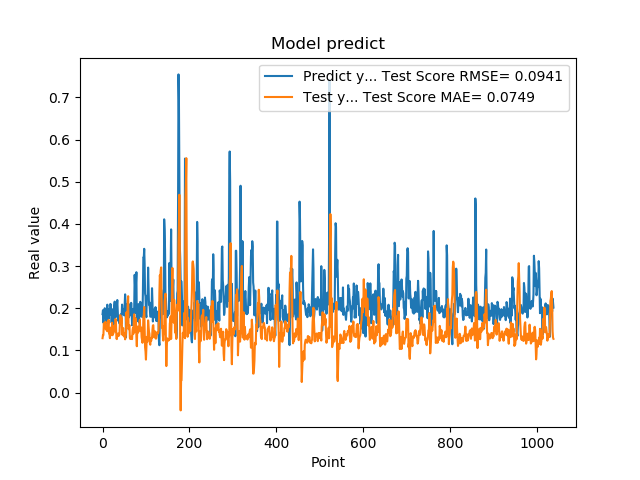 Model predict
Predict y... Test Score RMSE= 0.0941
Test y... Test Score MAE= 0.0749
Real value
0.7
0.6
0.5
0.4
0.3
0.2
0.1
0.0
0 200 400 600 800 1000
Point